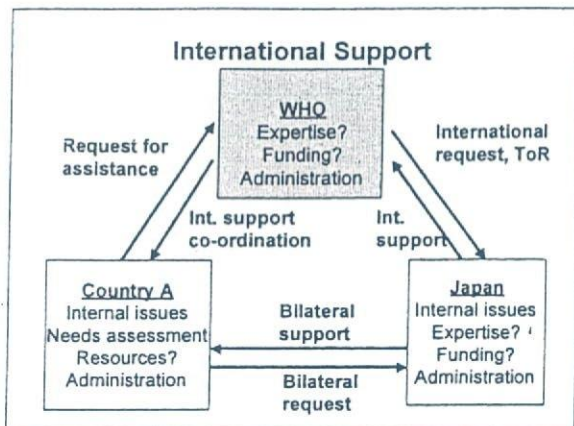 International Support
WHO
Expertise?
Funding?
Administration
Request for
assistance
International
request, ToR
Int. support
co-ordination
Int.
support
Country A
Internal issues
Needs assessment
Resources?
Administration
Bilateral
support
Bilateral
request
Japan
Internal issues
Expertise?
Funding?
Administration